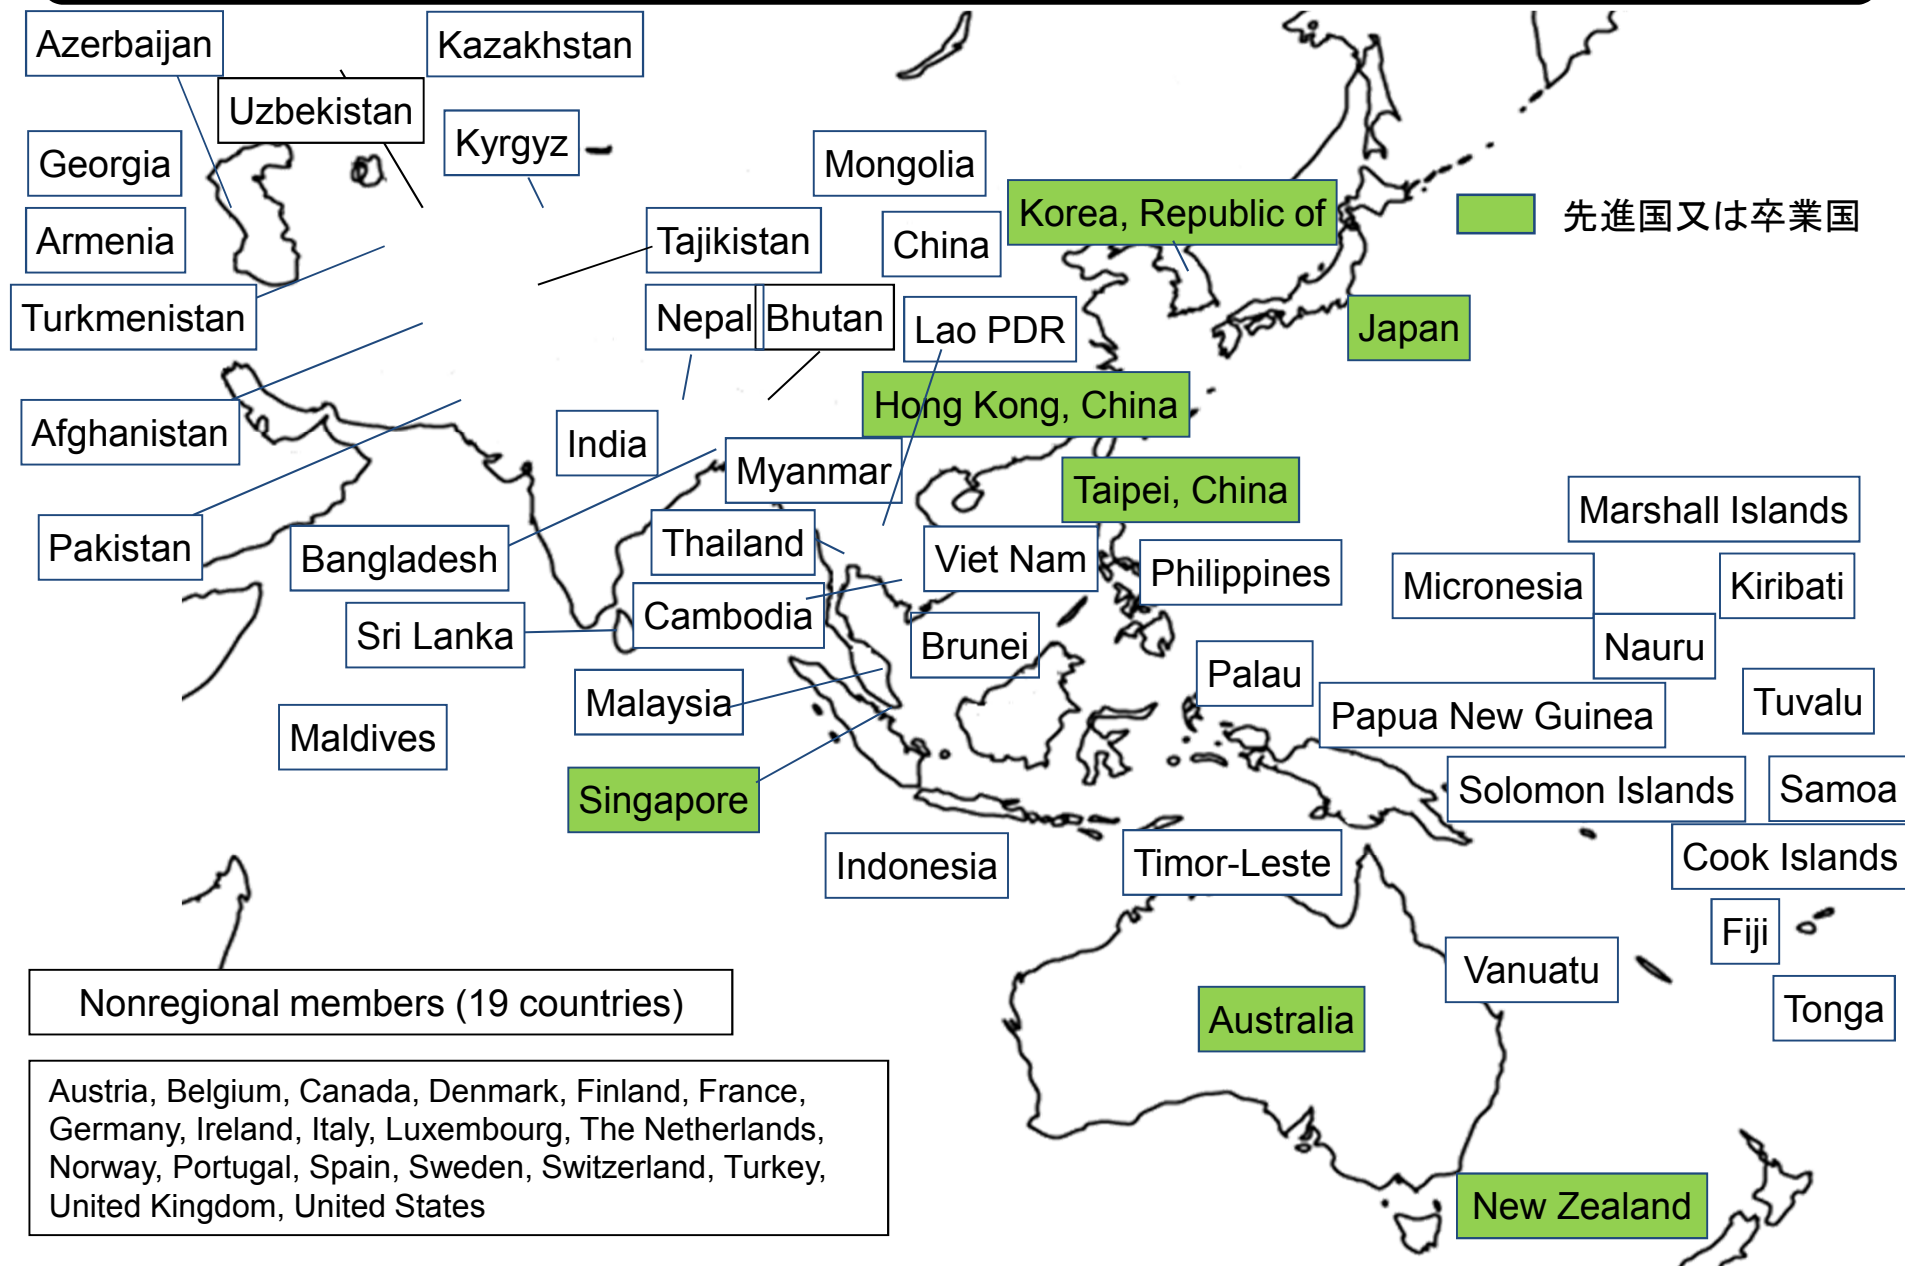 Azerbaijan
Kazakhstan
Uzbekistan
Kyrgyz
Georgia
Mongolia
Korea, Republic of
先進国又は卒業国
Armenia
Tajikistan
China
Turkmenistan
Nepal
Bhutan
Lao PDR
Japan
Hong Kong, China
Afghanistan
India
Myanmar
Taipei, China
Marshall Islands
Pakistan
Bangladesh
Thailand
Viet Nam
Philippines
Micronesia
Kiribati
Sri Lanka
Cambodia
Brunei
Nauru
Palau
Malaysia
Papua New Guinea
Tuvalu
Maldives
Singapore
Solomon Islands
Samoa
Indonesia
Timor-Leste
Cook Islands
Fiji
Vanuatu
Nonregional members (19 countries)
Australia
Tonga
Austria, Belgium, Canada, Denmark, Finland, France,
Germany, Ireland, Italy, Luxembourg, The Netherlands,
Norway, Portugal, Spain, Sweden, Switzerland, Turkey,
United Kingdom, United States
New Zealand